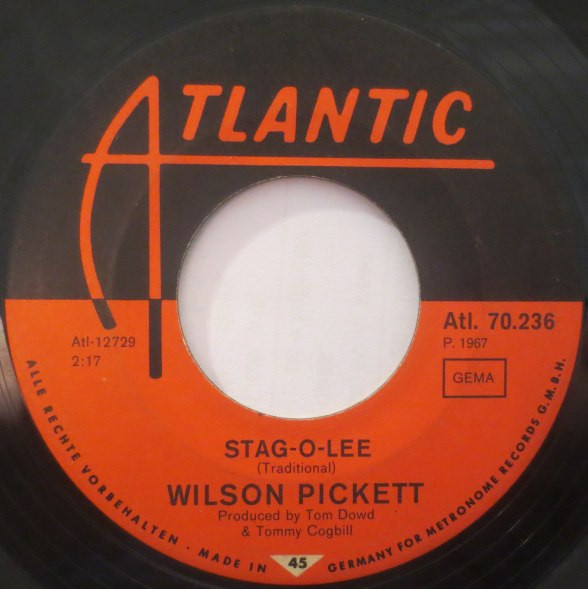 ATLANTIC
Atl-12729
2:17
Atl. 70.236
P. 1967
GEMA
STAG-O-LEE
(Traditional)
WILSON PICKETT
Produced by Tom Dowd
& Tommy Cogbill
ALLE RECHTE VORBEHALTEN · MADE IN 45 GERMANY FOR METRONOME RECORDS G.M.B.H.